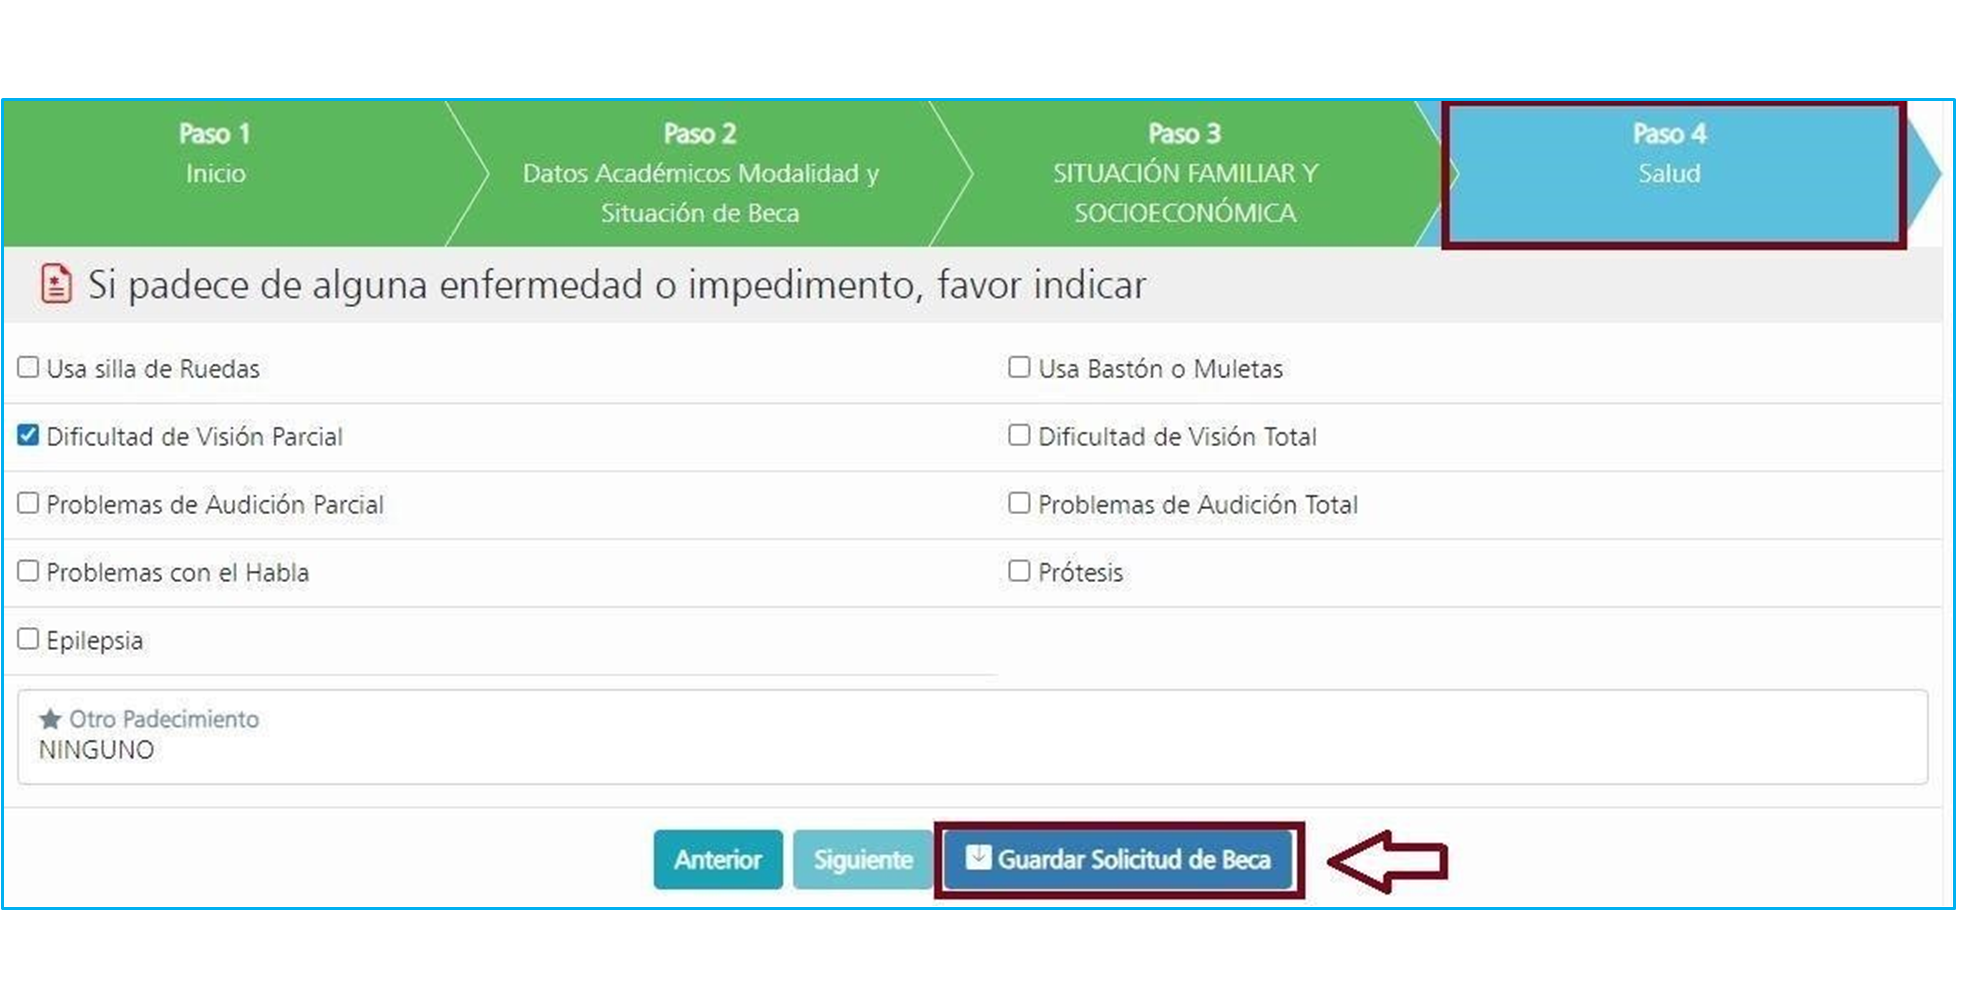 Paso 1
Inicio
Paso 2
Datos Académicos Modalidad y
Situación de Beca
Paso 3
SITUACIÓN FAMILIAR Y
SOCIOECONÓMICA
Paso 4
Salud
Si padece de alguna enfermedad o impedimento, favor indicar
Usa silla de Ruedas
Usa Bastón o Muletas
Dificultad de Visión Parcial
Dificultad de Visión Total
Problemas de Audición Parcial
Problemas de Audición Total
Problemas con el Habla
Prótesis
Epilepsia
Otro Padecimiento
NINGUNO
Anterior
Siguiente
Guardar Solicitud de Beca